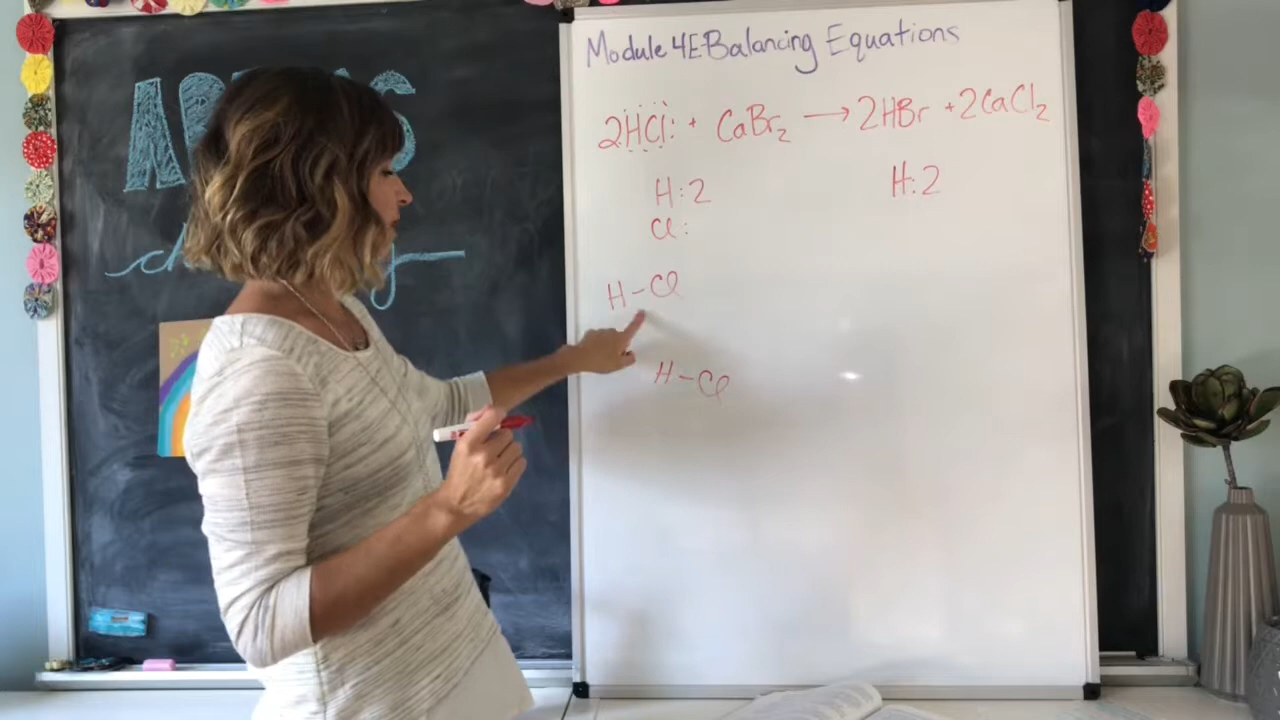 Module 4E-Balancing Equations
2HCl: + CaBr₂ → 2HBr + 2CaCl₂
H:2 H:2
Cl:
H-Cl
H-Cl